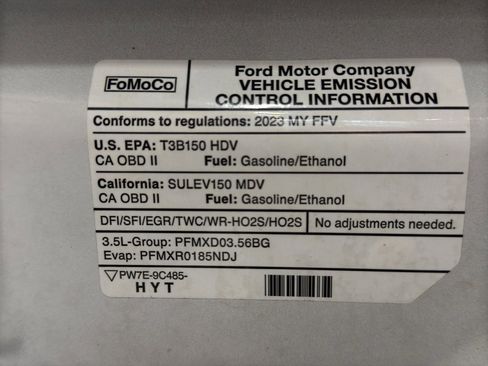 FoMoCo
Ford Motor Company
VEHICLE EMISSION
CONTROL INFORMATION
Conforms to regulations: 2023 MY FFV
U.S. EPA: T3B150 HDV
CA OBD II Fuel: Gasoline/Ethanol
California: SULEV150 MDV
CA OBD II Fuel: Gasoline/Ethanol
DFI/SFI/EGR/TWC/WR-HO2S/HO2S No adjustments needed.
3.5L-Group: PFMXD03.56BG
Evap: PFMXR0185NDJ
PW7E-9C485-
HYT